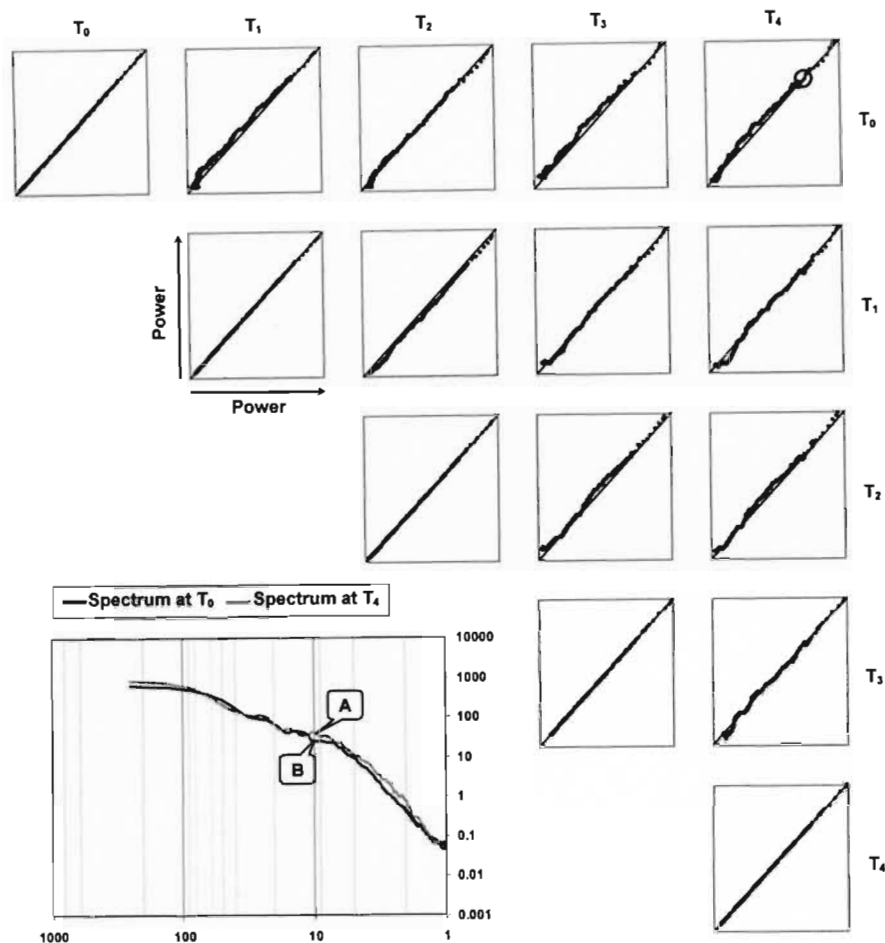 T0 T1 T2 T3 T4
T0
Power
T1
Power
T2
Spectrum at T0 Spectrum at T4
10000
1000
T3
A
100
10
B
1
0.1
T4
0.01
0.001
1000 100 10 1